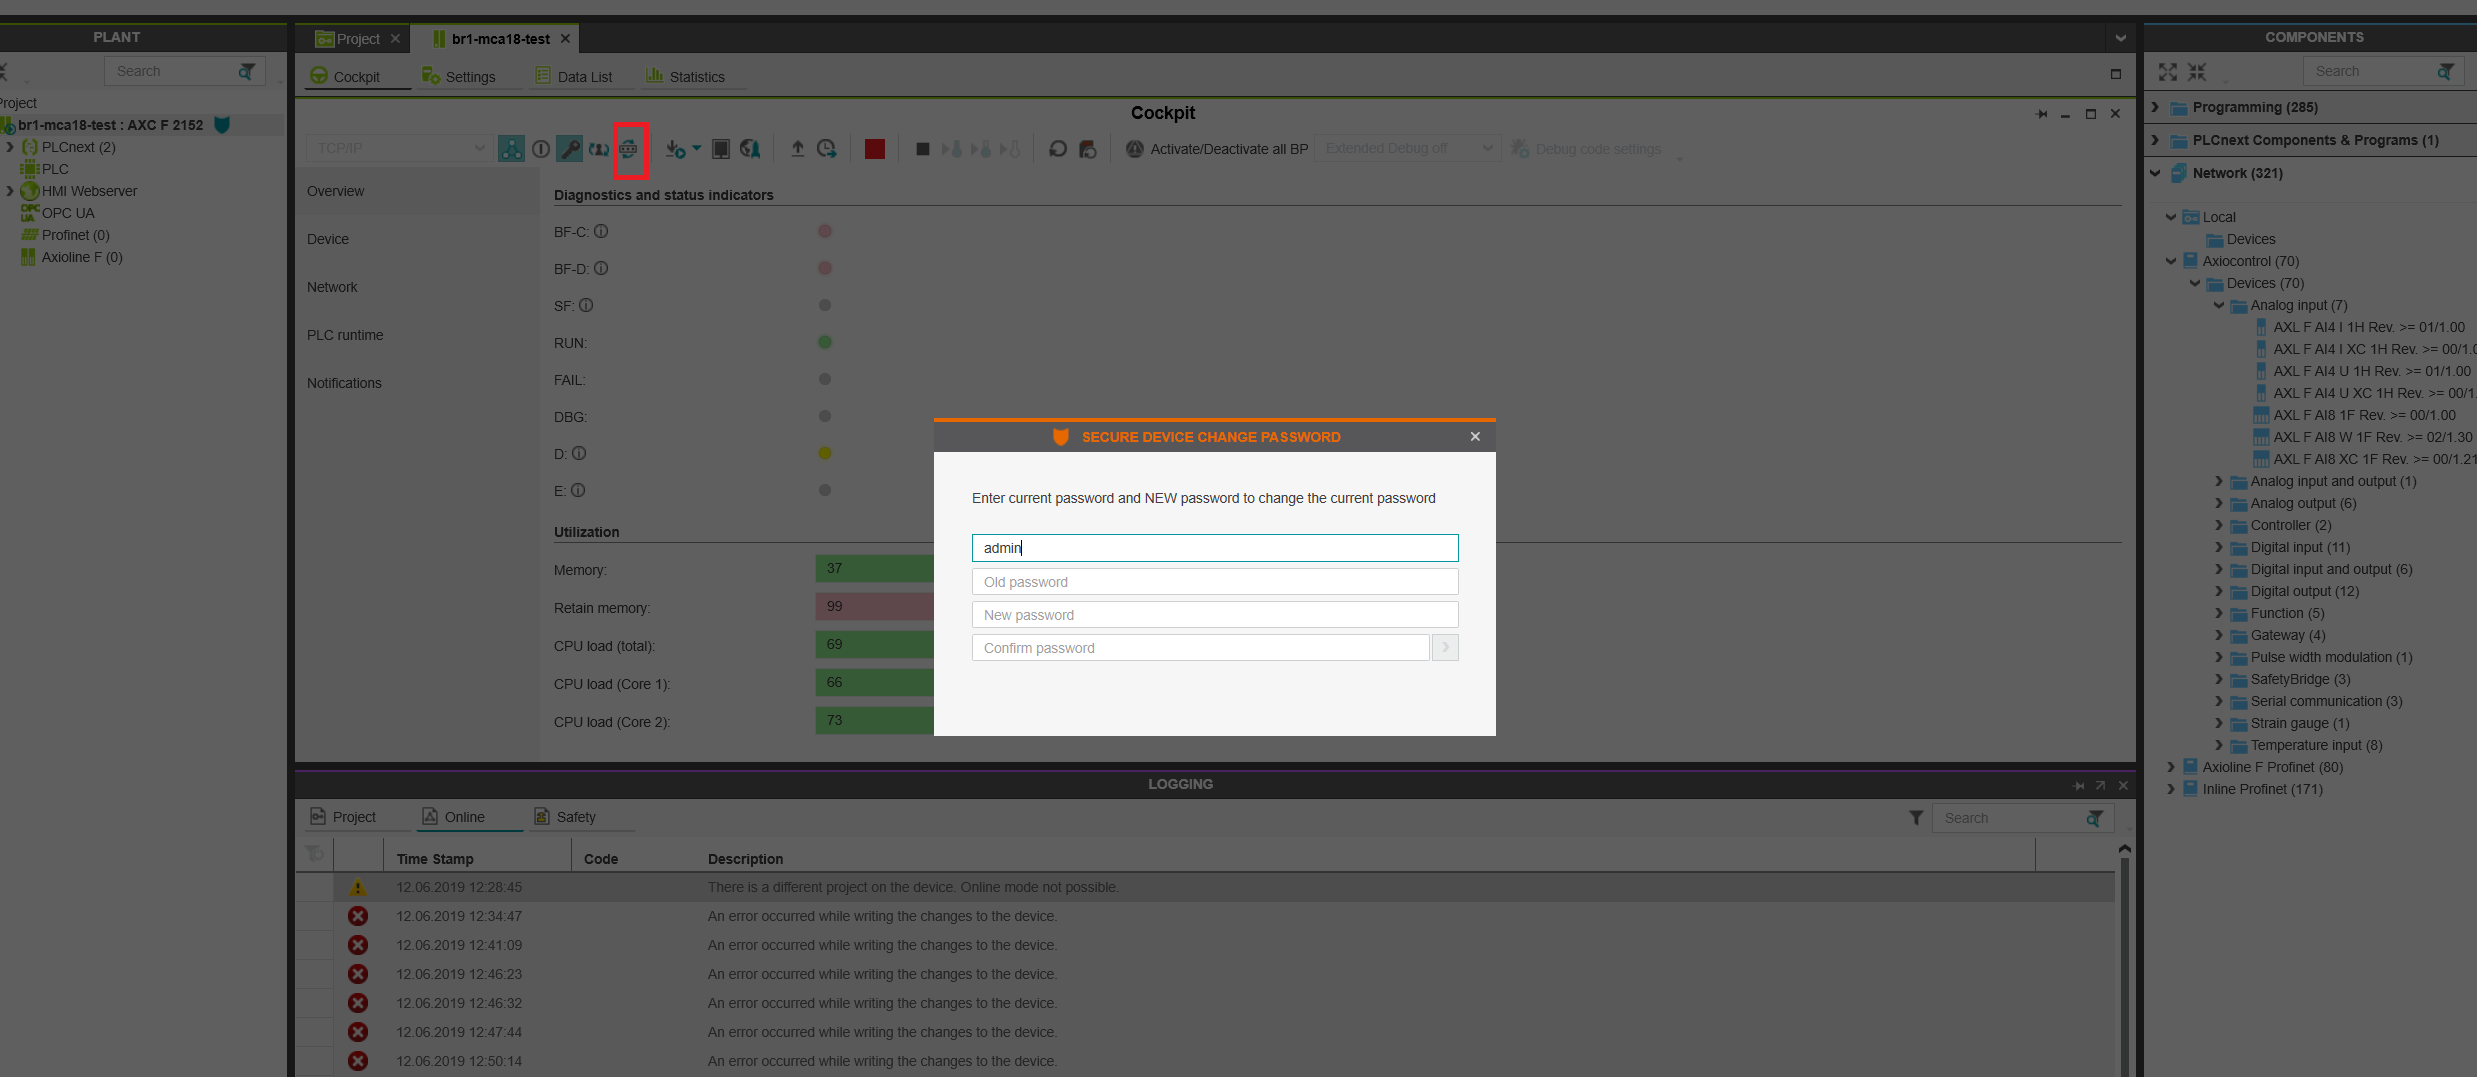 PLANT
Search
Project
br1-mca18-test : AXC F 2152
PLCnext (2)
PLC
HMI Webserver
OPC UA
Profinet (0)
Axioline F (0)
Project
br1-mca18-test
Cockpit
Settings
Data List
Statistics
Cockpit
TCP/IP
Activate/Deactivate all BP
Extended Debug off
Debug code settings
Overview
Device
Network
PLC runtime
Notifications
Diagnostics and status indicators
BF-C:
BF-D:
SF:
RUN:
FAIL:
DBG:
D:
E:
Utilization
Memory: 37
Retain memory: 99
CPU load (total): 69
CPU load (Core 1): 66
CPU load (Core 2): 73
SECURE DEVICE CHANGE PASSWORD
Enter current password and NEW password to change the current password
admin
Old password
New password
Confirm password
LOGGING
Project
Online
Safety
Search
Time Stamp Code Description
12.06.2019 12:28:45 There is a different project on the device. Online mode not possible.
12.06.2019 12:34:47 An error occurred while writing the changes to the device.
12.06.2019 12:41:09 An error occurred while writing the changes to the device.
12.06.2019 12:46:23 An error occurred while writing the changes to the device.
12.06.2019 12:46:32 An error occurred while writing the changes to the device.
12.06.2019 12:47:44 An error occurred while writing the changes to the device.
12.06.2019 12:50:14 An error occurred while writing the changes to the device.
COMPONENTS
Search
Programming (285)
PLCnext Components & Programs (1)
Network (321)
Local
Devices
Axiocontrol (70)
Devices (70)
Analog input (7)
AXL F AI4 I 1H Rev. >= 01/1.00
AXL F AI4 I XC 1H Rev. >= 00/1.0
AXL F AI4 U 1H Rev. >= 01/1.00
AXL F AI4 U XC 1H Rev. >= 00/1.
AXL F AI8 1F Rev. >= 00/1.00
AXL F AI8 W 1F Rev. >= 02/1.30
AXL F AI8 XC 1F Rev. >= 00/1.21
Analog input and output (1)
Analog output (6)
Controller (2)
Digital input (11)
Digital input and output (6)
Digital output (12)
Function (5)
Gateway (4)
Pulse width modulation (1)
SafetyBridge (3)
Serial communication (3)
Strain gauge (1)
Temperature input (8)
Axioline F Profinet (80)
Inline Profinet (171)